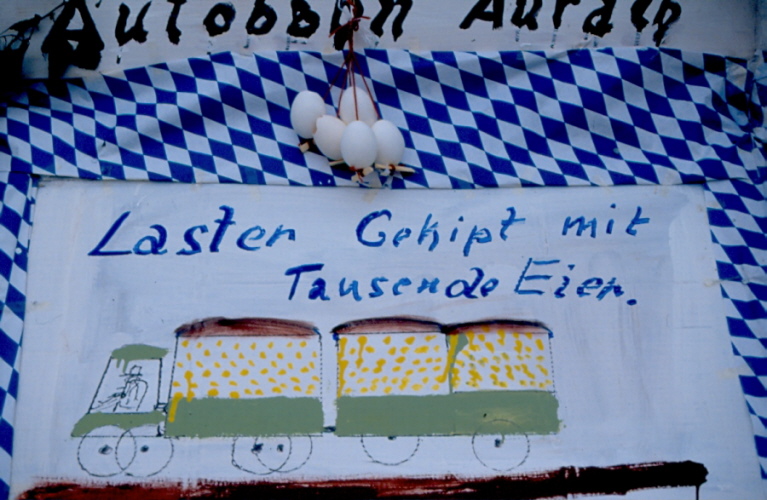 Autobahn Aurach
Laster Gekipt mit
Tausende Eier.